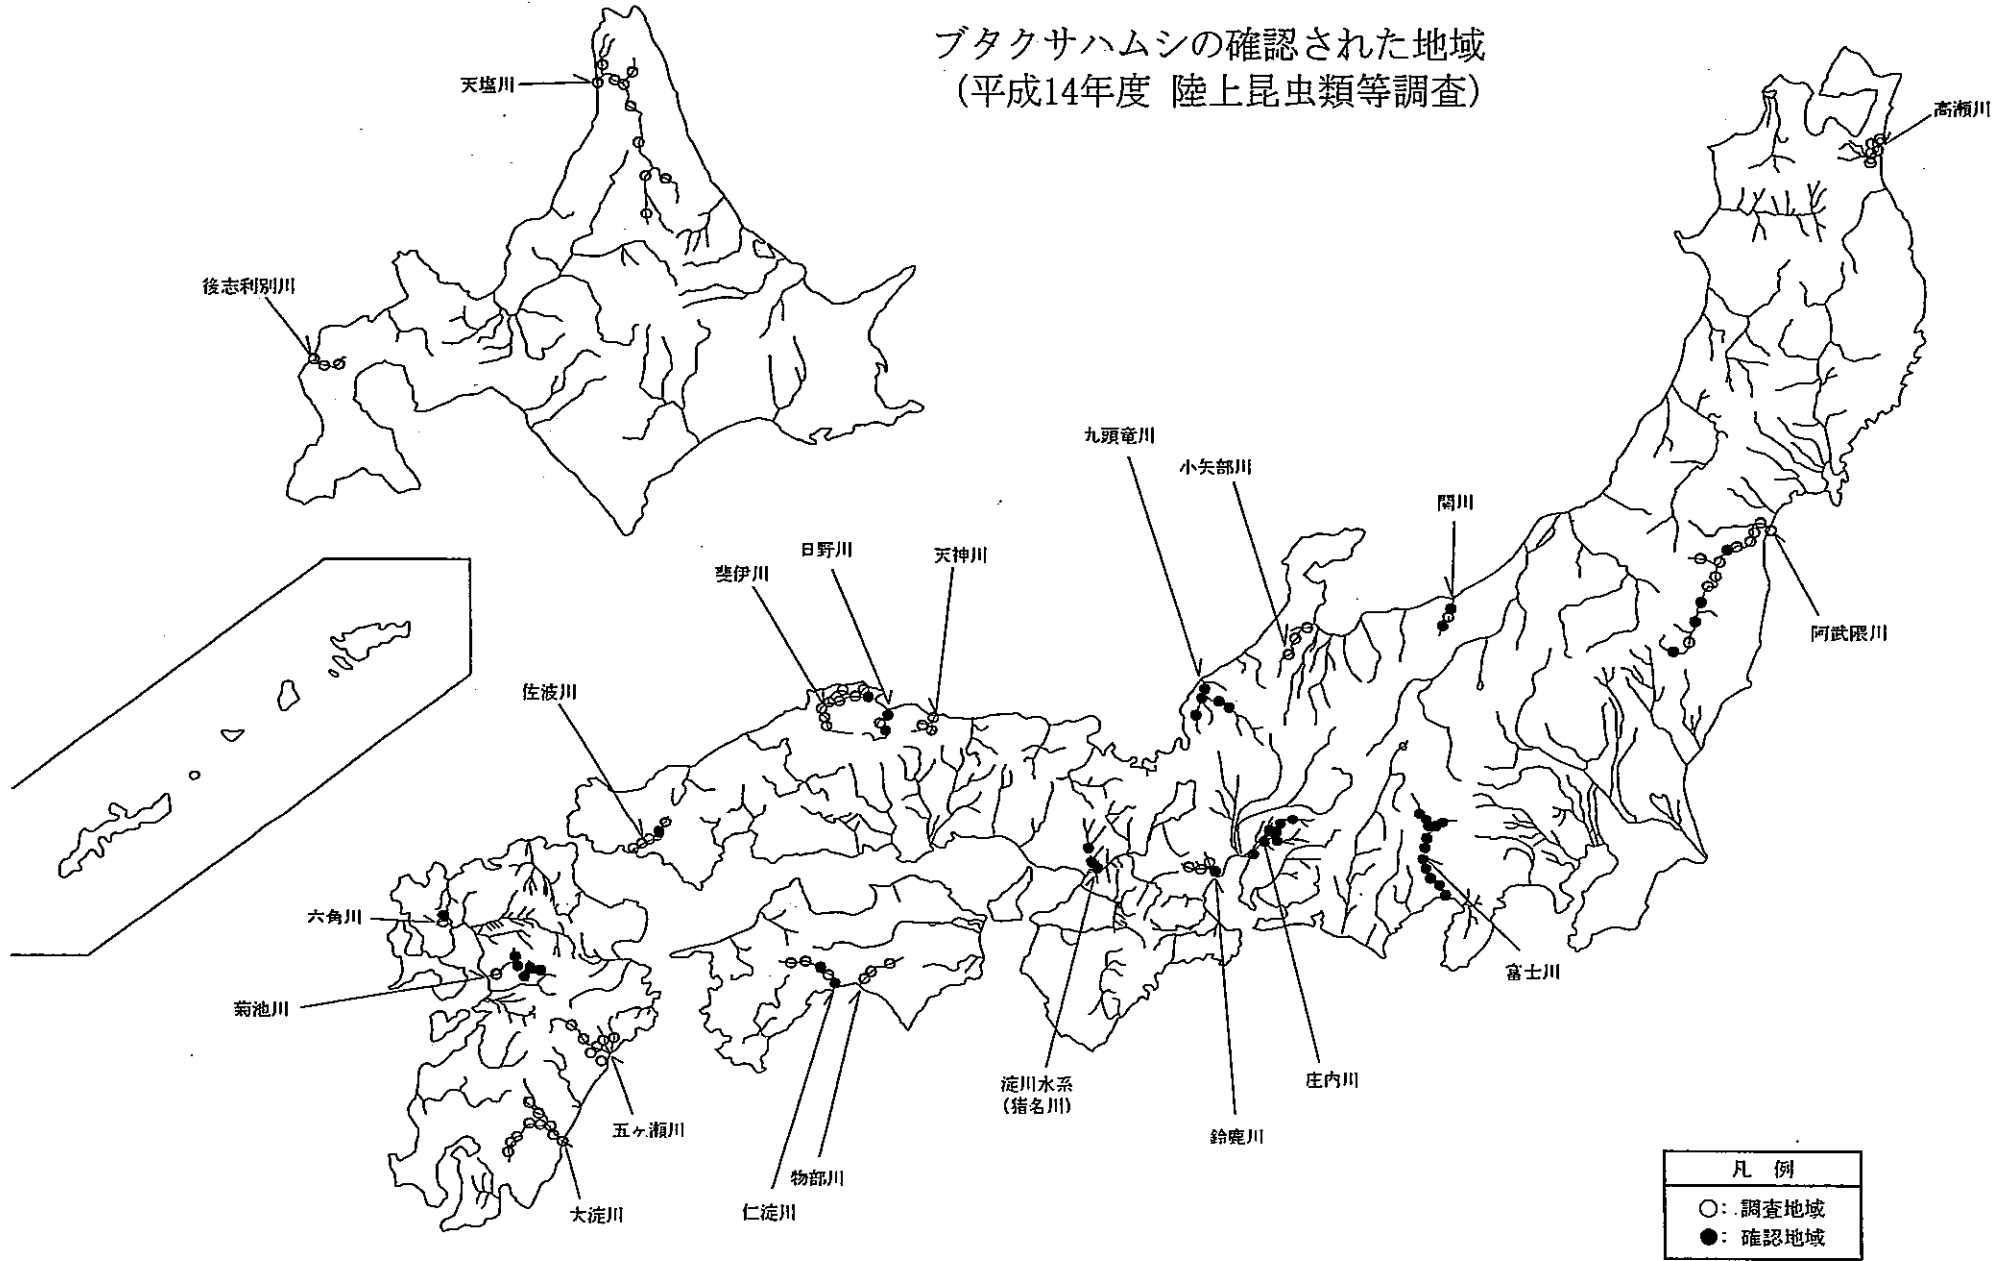 ブタクサハムシの確認された地域
（平成14年度 陸上昆虫類等調査）
天塩川
高瀬川
後志利別川
九頭竜川
小矢部川
関川
日野川
天神川
斐伊川
阿武隈川
佐波川
六角川
富士川
菊池川
淀川水系
（猪名川）
庄内川
五ヶ瀬川
鈴鹿川
物部川
仁淀川
大淀川
凡 例
○：調査地域
●：確認地域